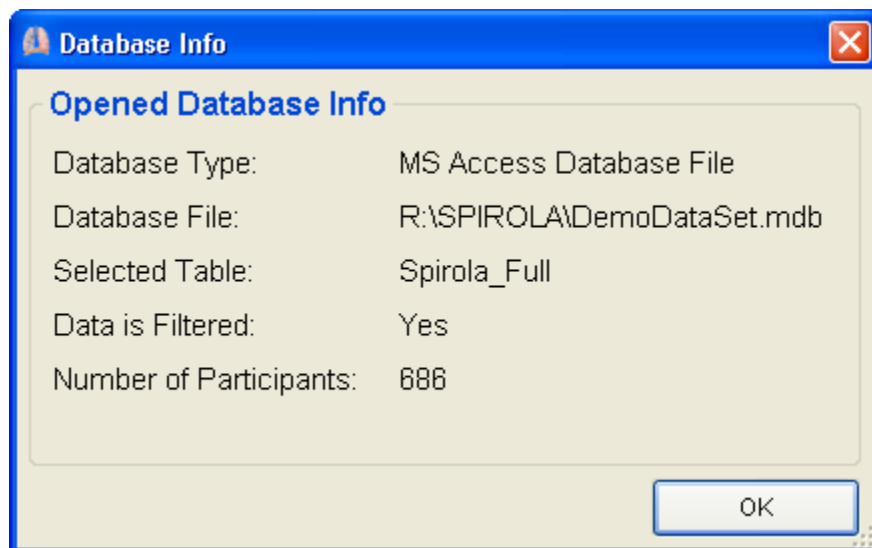 Database Info
Opened Database Info
Database Type: MS Access Database File
Database File: R:\SPIROLA\DemoDataSet.mdb
Selected Table: Spirola_Full
Data is Filtered: Yes
Number of Participants: 686
OK